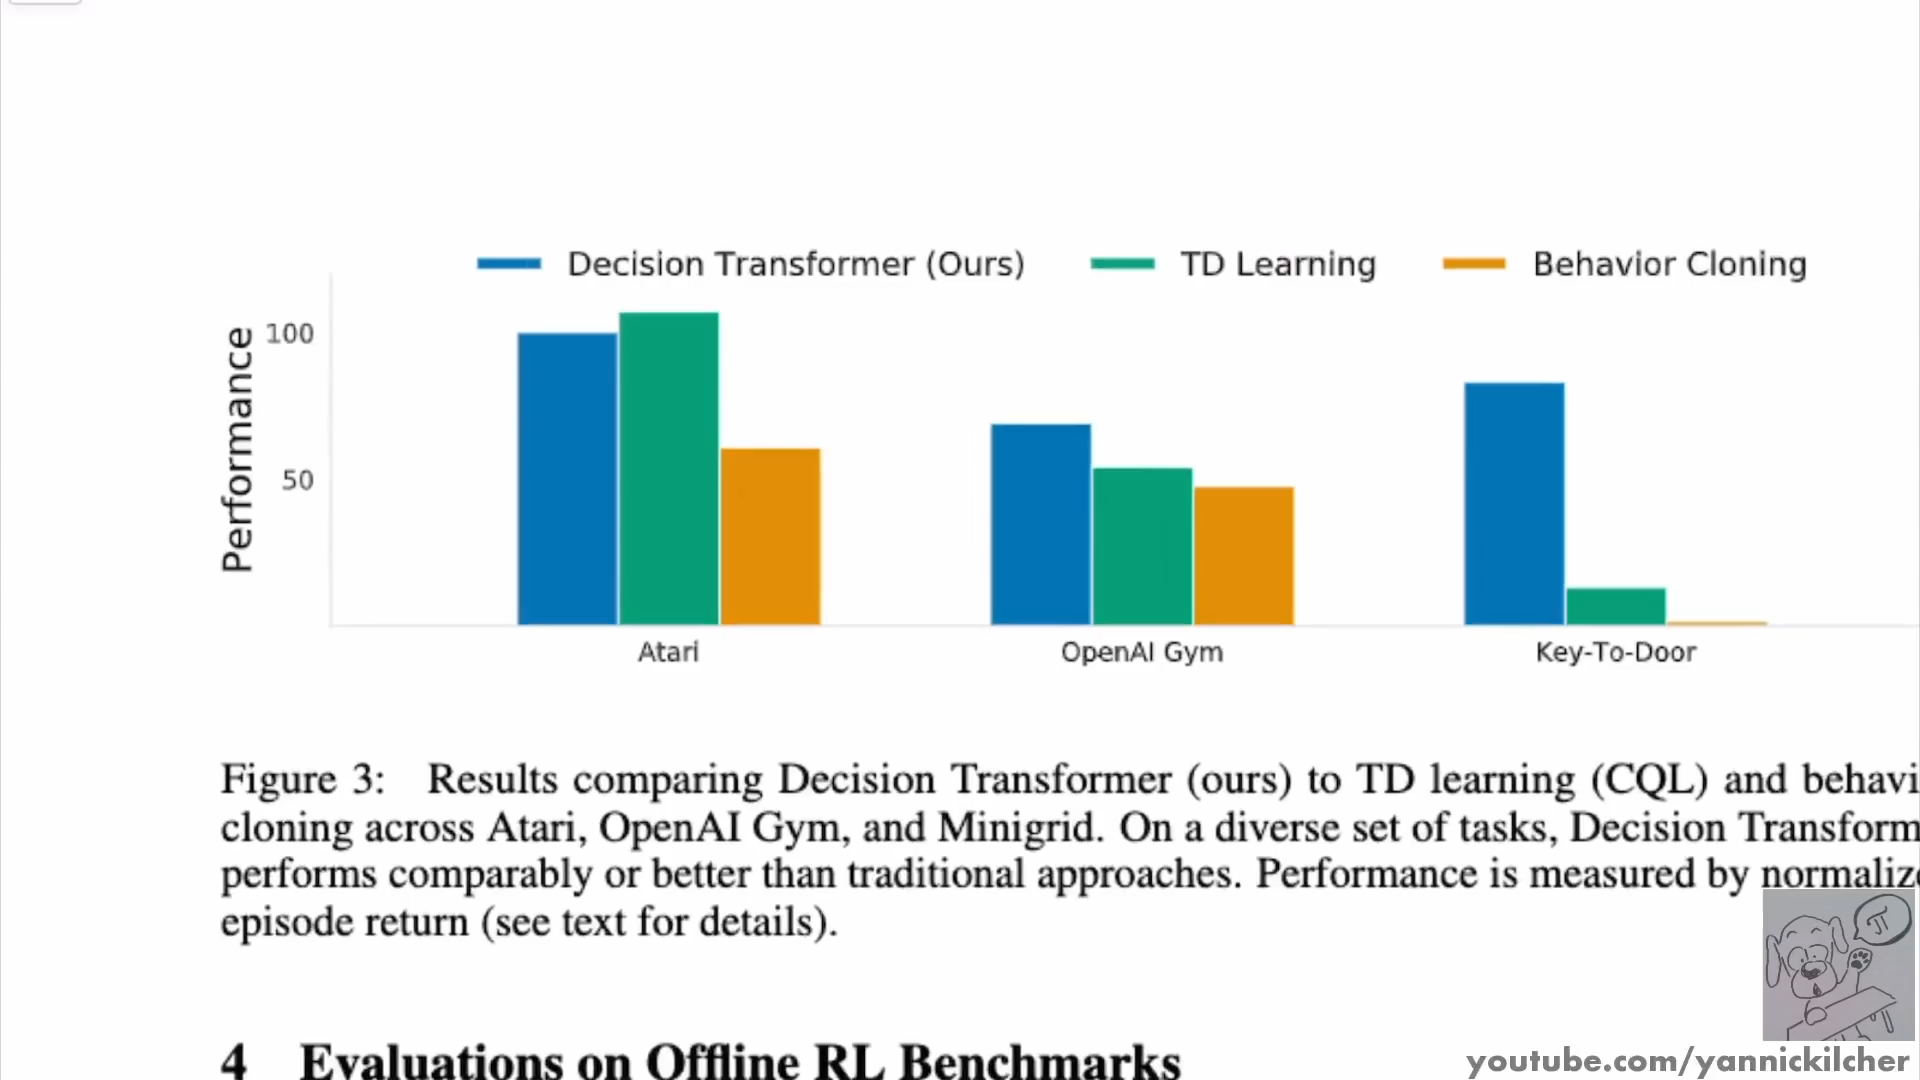 Decision Transformer (Ours) TD Learning Behavior Cloning
Performance
100
50
Atari OpenAI Gym Key-To-Door
Figure 3: Results comparing Decision Transformer (ours) to TD learning (CQL) and behavi
cloning across Atari, OpenAI Gym, and Minigrid. On a diverse set of tasks, Decision Transform
performs comparably or better than traditional approaches. Performance is measured by normalize
episode return (see text for details).
π
4 Evaluations on Offline RL Benchmarks
youtube.com/yannickilcher